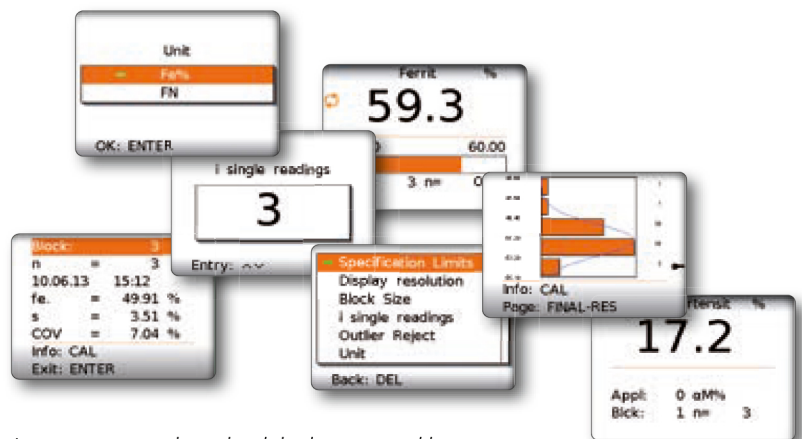 Unit
Fe%
FN
OK: ENTER
Ferrit %
59.3
60.00
3 n=
i single readings
3
Entry:
Block: 3
n = 3
10.06.13 15:12
fe. = 49.91 %
s = 3.51 %
COV = 7.04 %
Info: CAL
Exit: ENTER
Specification Limits
Display resolution
Block Size
i single readings
Outlier Reject
Unit
Back: DEL
Info: CAL
Page: FINAL-RES
%
17.2
Appl: 0 αM%
Blck: 1 n= 3